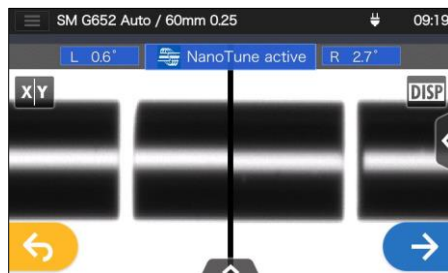 SM G652 Auto / 60mm 0.25 09:19
L 0.6° NanoTune active R 2.7°
X Y DISP